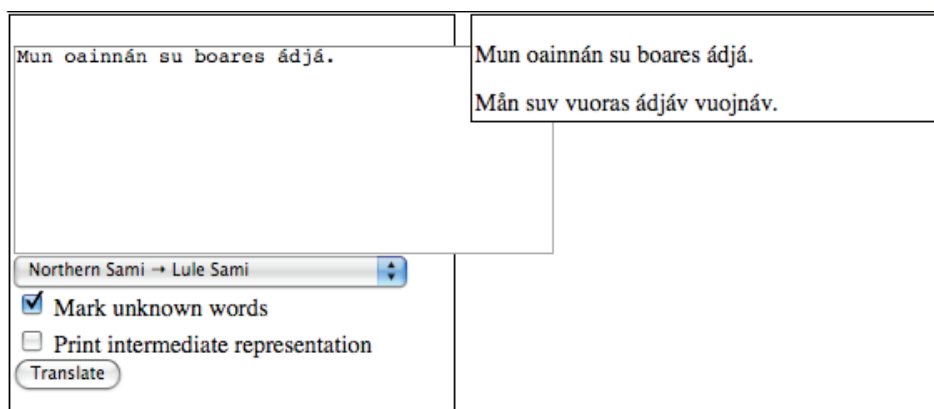 Mun oainnán su boares ádjá.
Mun oainnán su boares ádjá.
Mån suv vuoras ádjáv vuojnáv.
Northern Sami → Lule Sami
Mark unknown words
Print intermediate representation
Translate